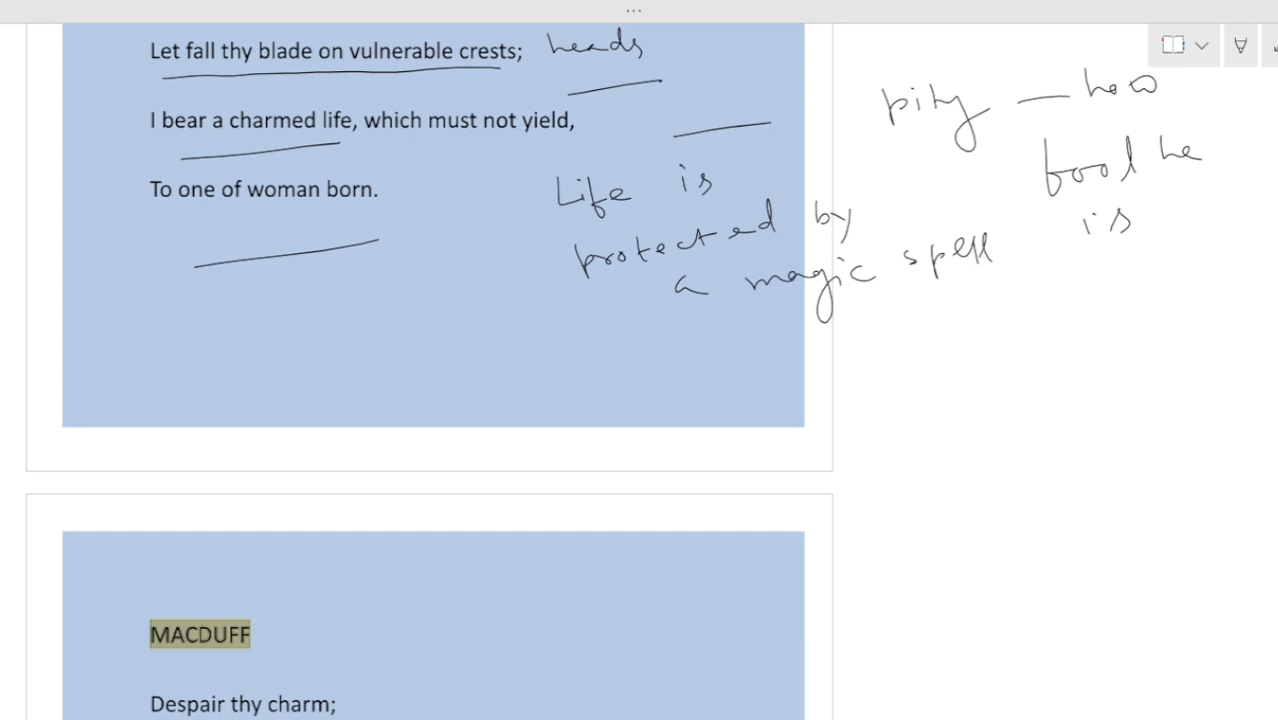 Let fall thy blade on vulnerable crests; heads
I bear a charmed life, which must not yield,
To one of woman born.
Life is
protected by
a magic spell
pity — how
fool he
is
MACDUFF
Despair thy charm;